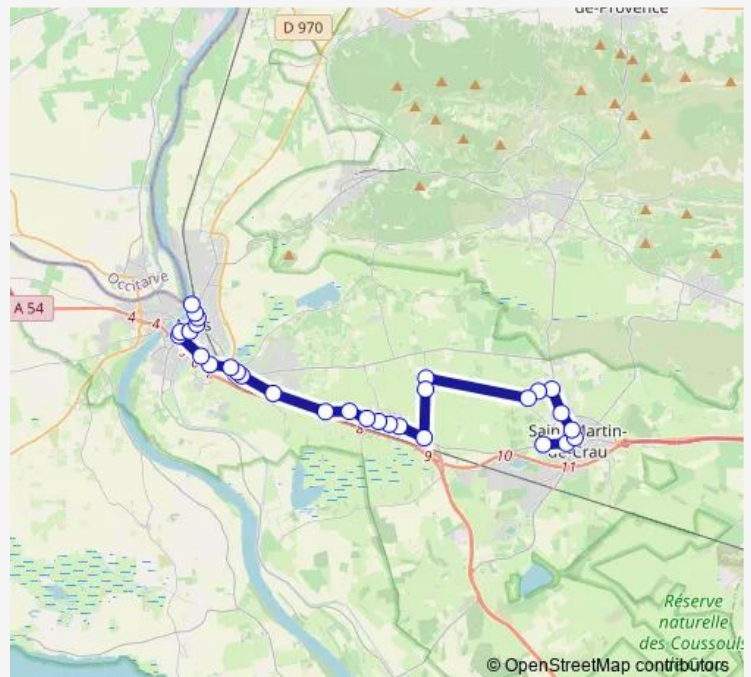 de-Provence
D 970
Occitanie
A 54
4
4
8
9
10
11
Saint-Martin-
de-Crau
Réserve
naturelle
des Coussouls
© OpenStreetMap contributors